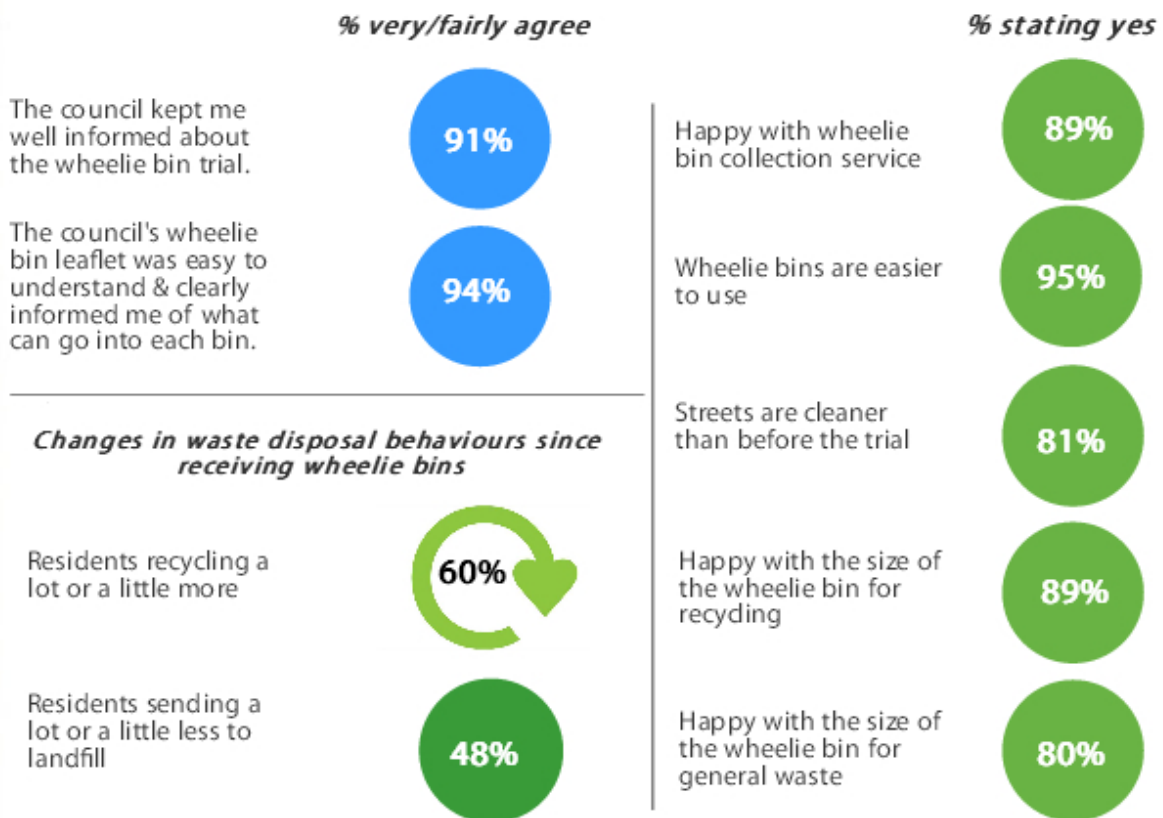 % very/fairly agree
The council kept me
well informed about
the wheelie bin trial.
91%
The council's wheelie
bin leaflet was easy to
understand & clearly
informed me of what
can go into each bin.
94%
Changes in waste disposal behaviours since
receiving wheelie bins
Residents recycling a
lot or a little more
60%
Residents sending a
lot or a little less to
landfill
48%
% stating yes
Happy with wheelie
bin collection service
89%
Wheelie bins are easier
to use
95%
Streets are cleaner
than before the trial
81%
Happy with the size of
the wheelie bin for
recycling
89%
Happy with the size of
the wheelie bin for
general waste
80%